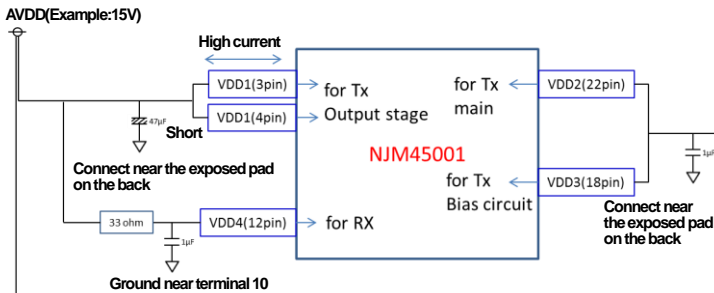 AVDD(Example:15V)
High current
VDD1(3pin)
for Tx
Output stage
VDD1(4pin)
47μF
Short
Connect near the exposed pad
on the back
33 ohm
VDD4(12pin)
for RX
1μF
Ground near terminal 10
NJM45001
for Tx
main
VDD2(22pin)
1μF
for Tx
Bias circuit
VDD3(18pin)
Connect near
the exposed pad
on the back